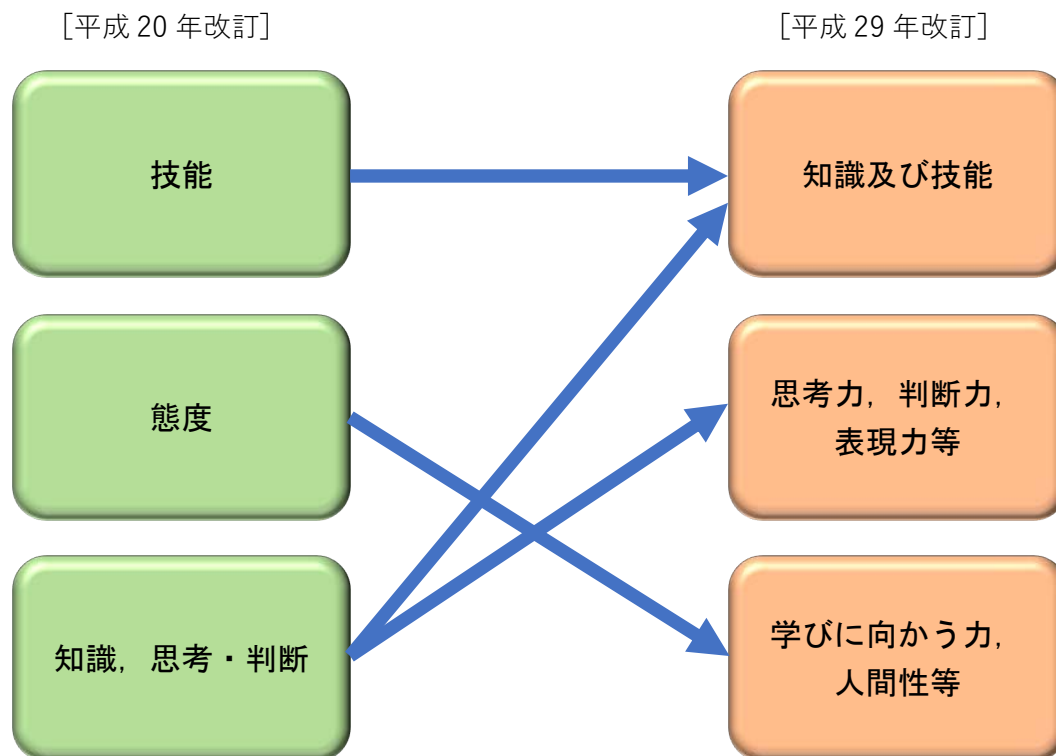 ［平成 20 年改訂］
［平成 29 年改訂］
技能
知識及び技能
態度
思考力，判断力，
表現力等
知識，思考・判断
学びに向かう力，
人間性等